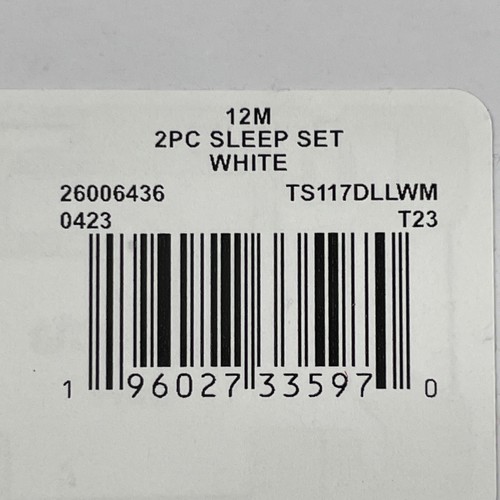 12M
2PC SLEEP SET
WHITE
26006436 TS117DLLWM
0423 T23
1 96027 33597 0